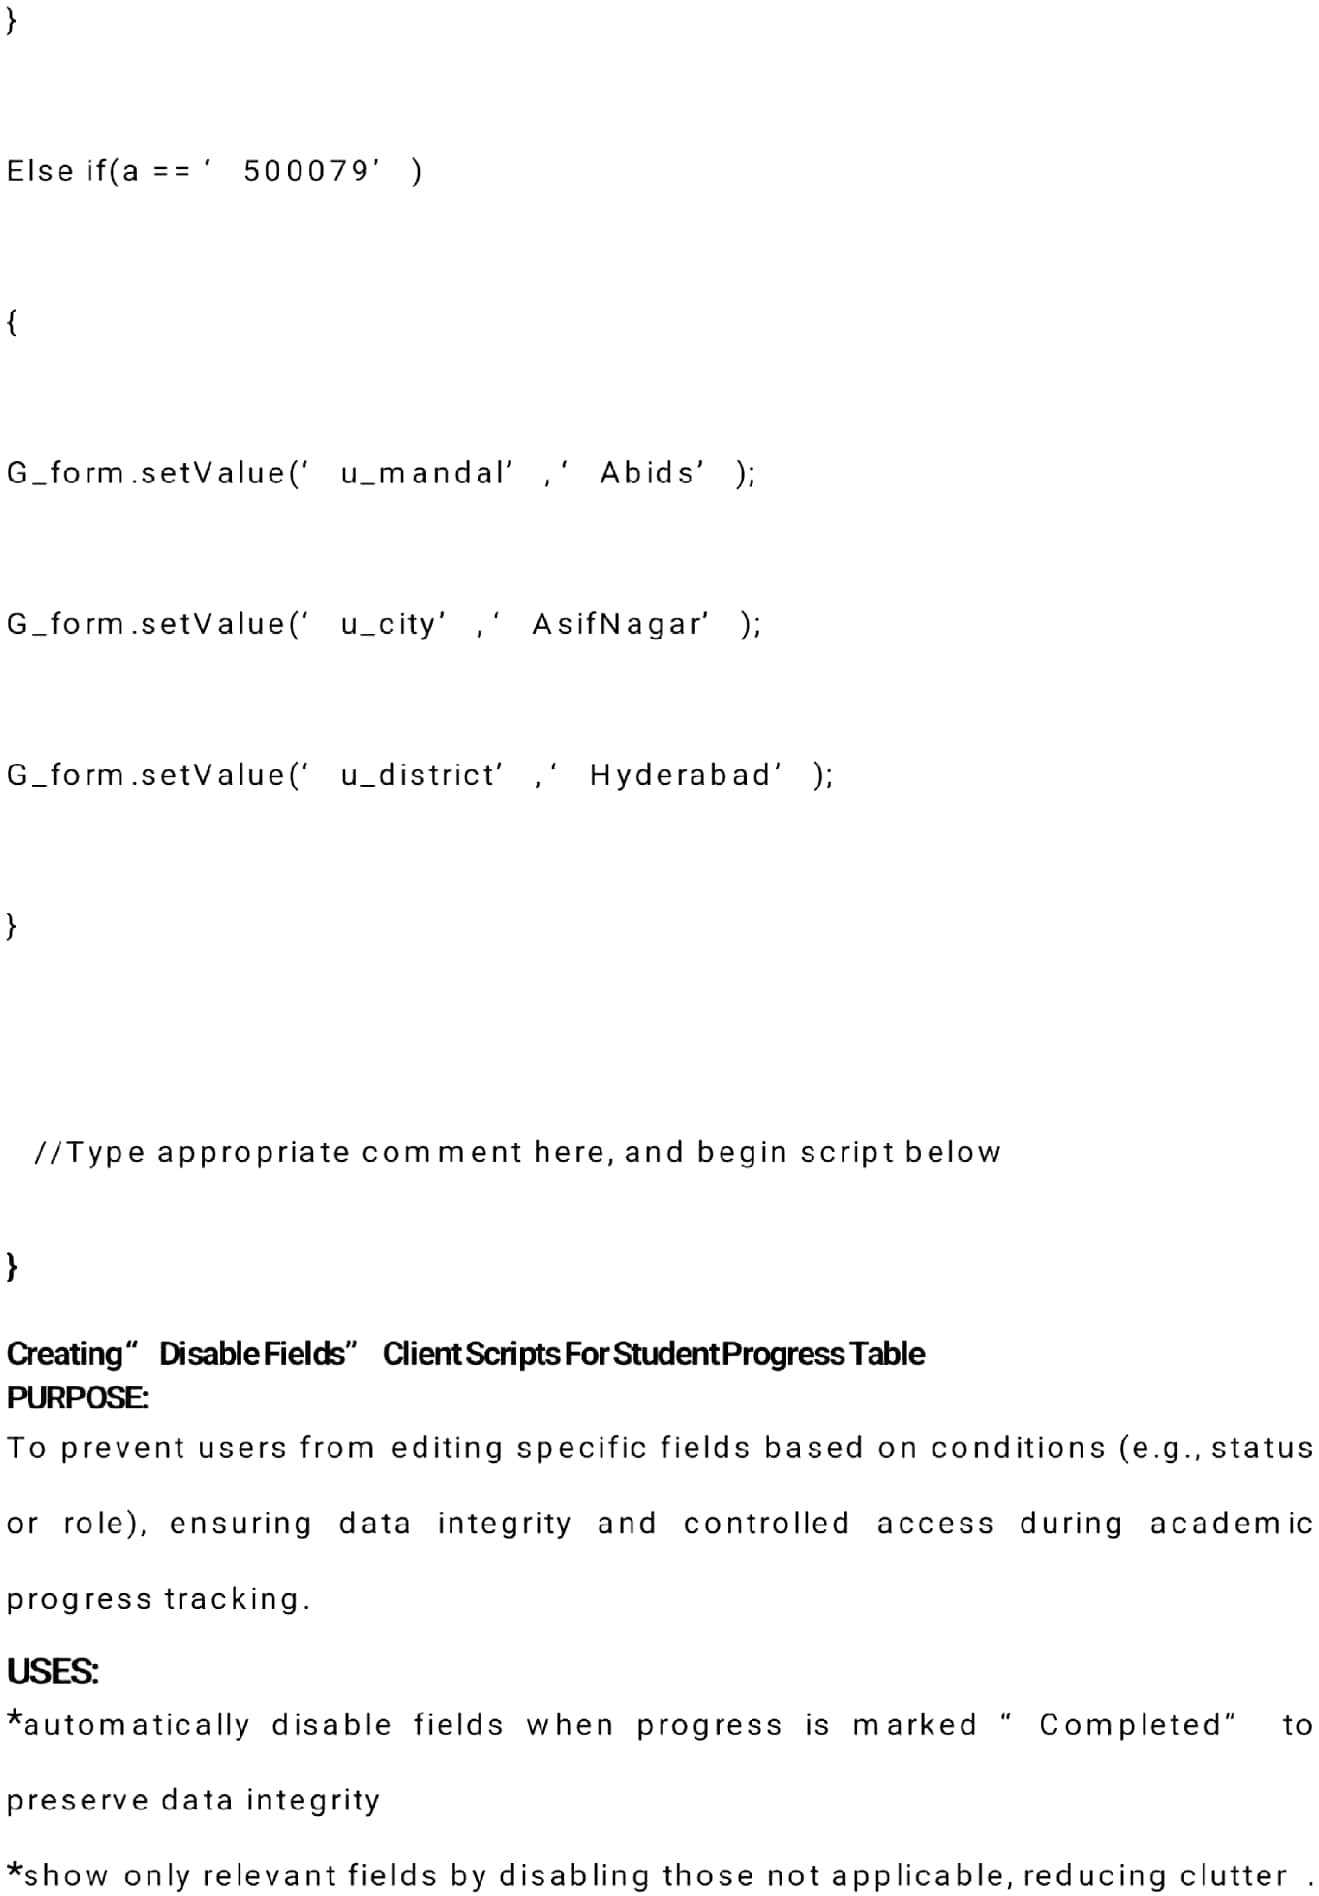 }
Else if(a == ‘ 500079’ )
{
G_form.setValue(‘ u_mandal’ ,‘ Abids’ );
G_form.setValue(‘ u_city’ ,‘ AsifNagar’ );
G_form.setValue(‘ u_district’ ,‘ Hyderabad’ );
}
//Type appropriate comment here, and begin script below
}
Creating “ Disable Fields” Client Scripts For Student Progress Table
PURPOSE:
To prevent users from editing specific fields based on conditions (e.g., status
or role), ensuring data integrity and controlled access during academic
progress tracking.
USES:
*automatically disable fields when progress is marked “ Completed” to
preserve data integrity
*show only relevant fields by disabling those not applicable, reducing clutter .